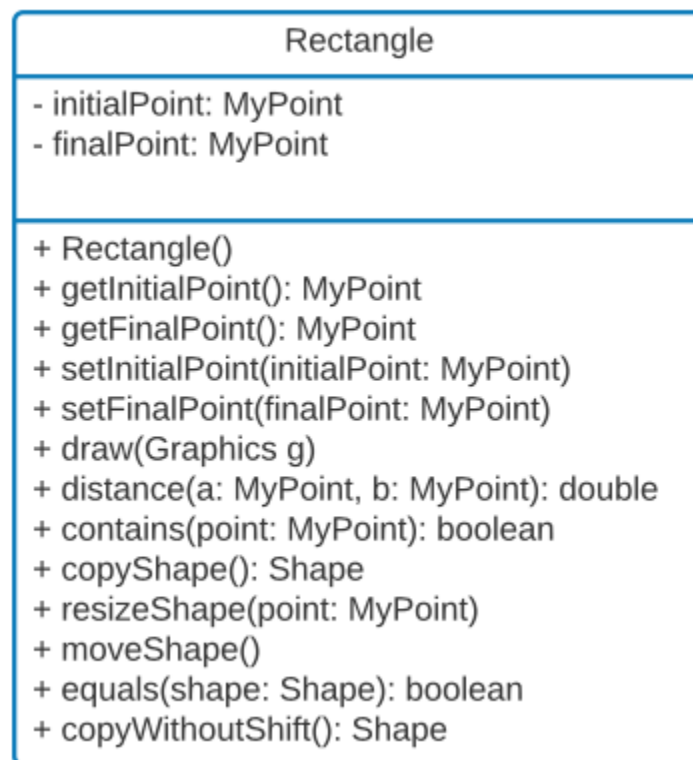 Rectangle
- initialPoint: MyPoint
- finalPoint: MyPoint
+ Rectangle()
+ getInitialPoint(): MyPoint
+ getFinalPoint(): MyPoint
+ setInitialPoint(initialPoint: MyPoint)
+ setFinalPoint(finalPoint: MyPoint)
+ draw(Graphics g)
+ distance(a: MyPoint, b: MyPoint): double
+ contains(point: MyPoint): boolean
+ copyShape(): Shape
+ resizeShape(point: MyPoint)
+ moveShape()
+ equals(shape: Shape): boolean
+ copyWithoutShift(): Shape